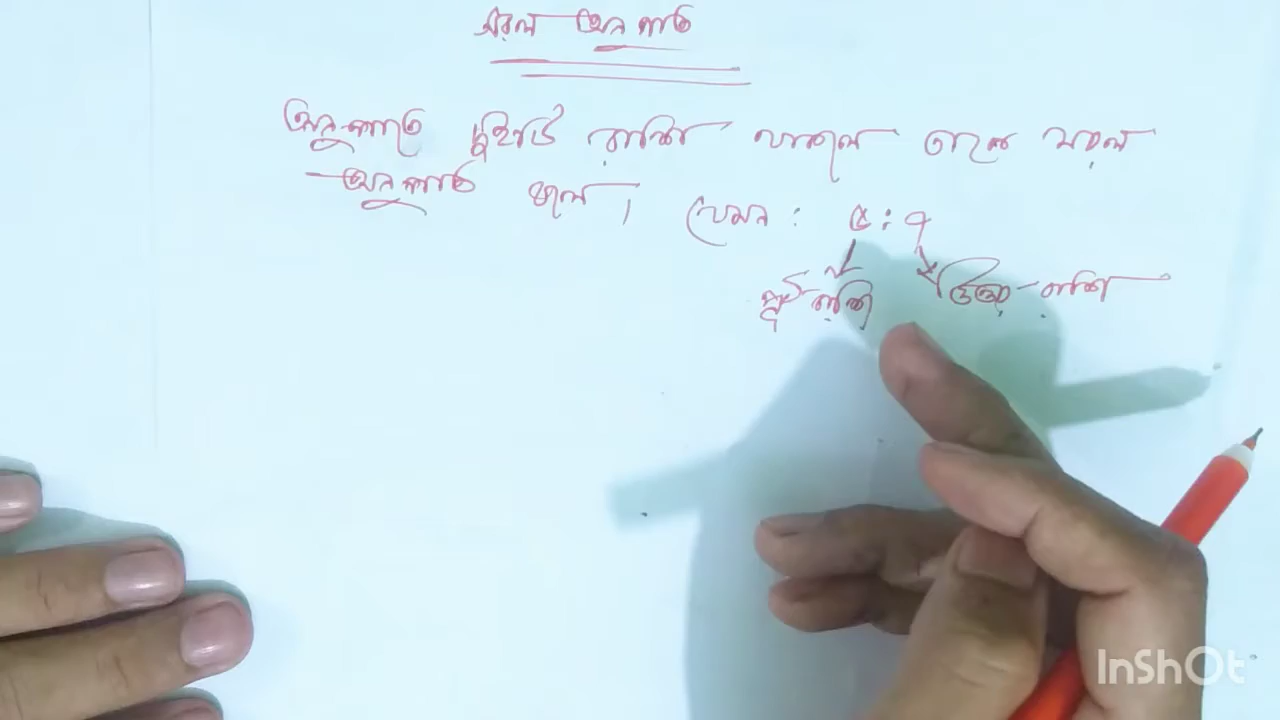 সরল অনুপাত
অনুপাতে দুইটি রাশি থাকলে তাকে সরল
অনুপাত বলে। যেমন: ৫:৭
পূর্ব রাশি উত্তর রাশি
InShOt